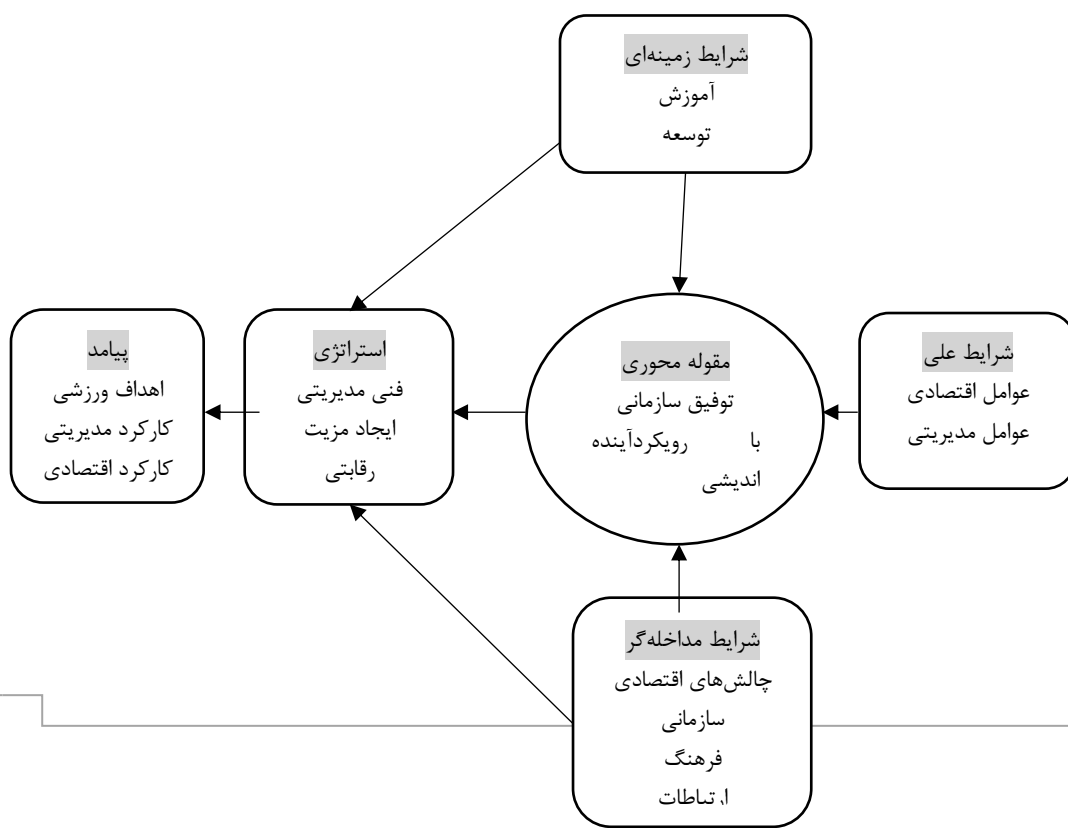 شرایط زمینه‌ای
آموزش
توسعه
شرایط علی
عوامل اقتصادی
عوامل مدیریتی
مقوله محوری
توفیق سازمانی
با رویکردآینده
اندیشی
استراتژی
فنی مدیریتی
ایجاد مزیت
رقابتی
پیامد
اهداف ورزشی
کارکرد مدیریتی
کارکرد اقتصادی
شرایط مداخله‌گر
چالش‌های اقتصادی
سازمانی
فرهنگ
ارتباطات